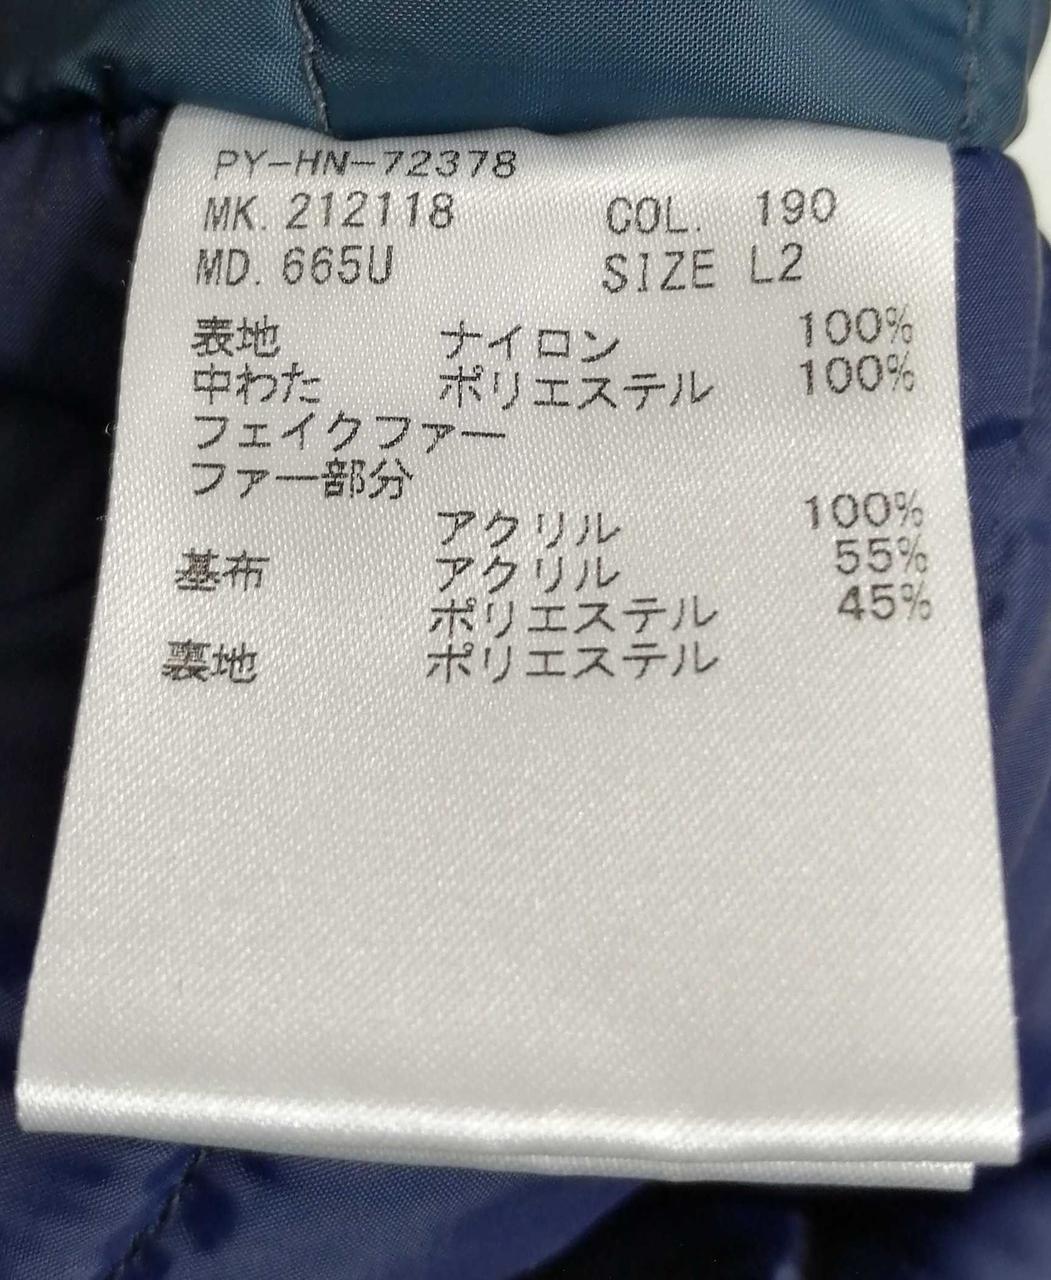 PY-HN-72378
MK. 212118 COL. 190
MD. 665U SIZE L2
表地 ナイロン 100%
中わた ポリエステル 100%
フェイクファー
ファー部分
アクリル 100%
基布 アクリル 55%
ポリエステル 45%
裏地 ポリエステル